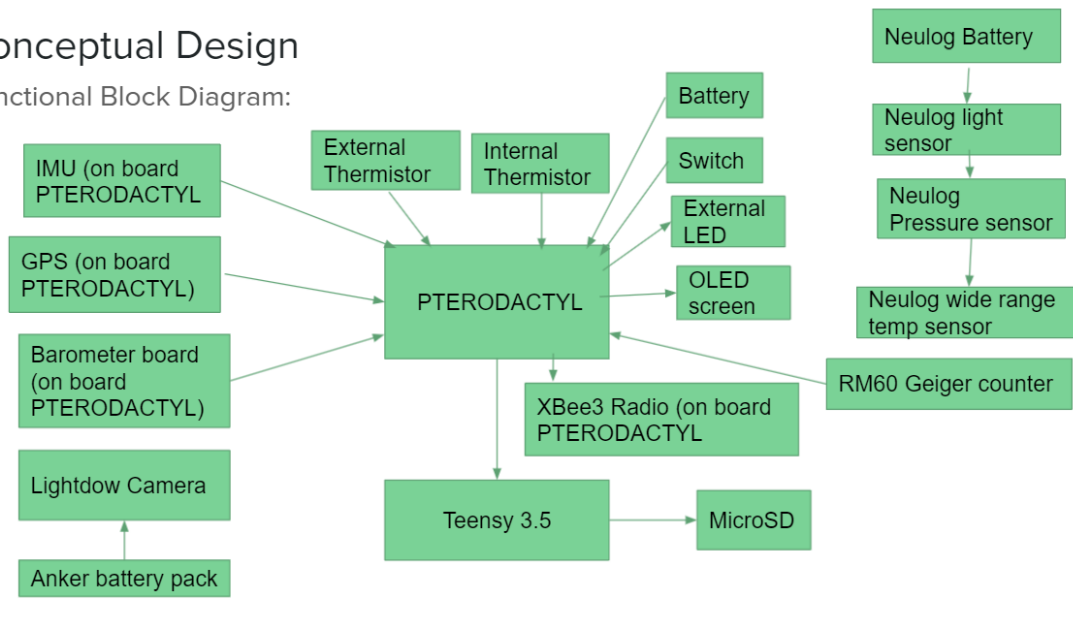 onceptual Design
nctional Block Diagram:
Neulog Battery
Battery
Neulog light
sensor
External
Thermistor
Internal
Thermistor
Switch
IMU (on board
PTERODACTYL
Neulog
Pressure sensor
External
LED
GPS (on board
PTERODACTYL)
PTERODACTYL
OLED
screen
Neulog wide range
temp sensor
Barometer board
(on board
PTERODACTYL)
RM60 Geiger counter
XBee3 Radio (on board
PTERODACTYL
Lightdow Camera
Teensy 3.5
MicroSD
Anker battery pack